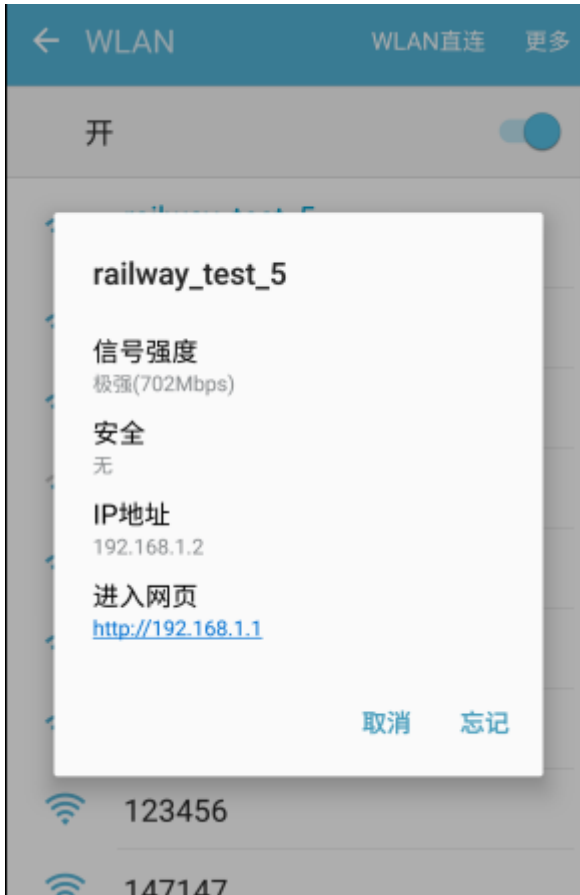 WLAN
WLAN直连
更多
开
railway_test_5
railway_test_5
信号强度
极强(702Mbps)
安全
无
IP地址
192.168.1.2
进入网页
http://192.168.1.1
取消
忘记
123456
147147